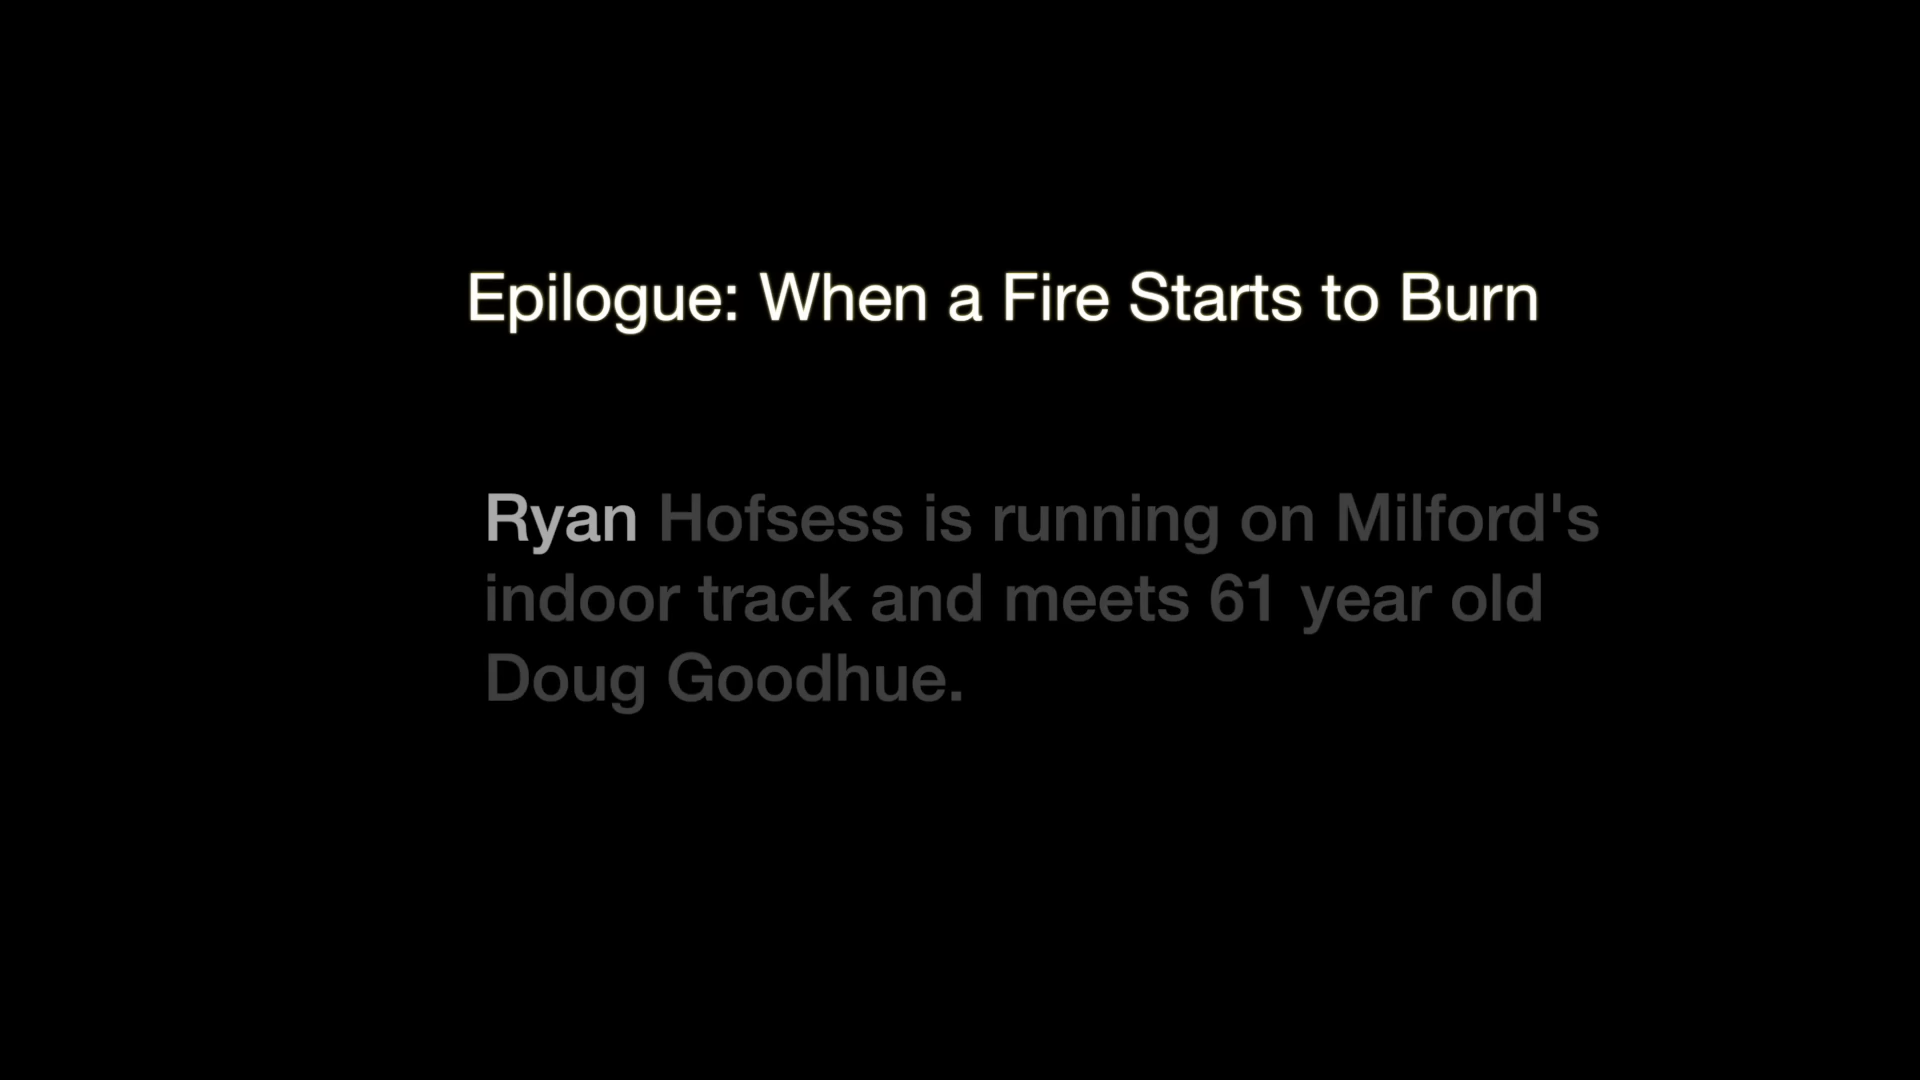 Epilogue: When a Fire Starts to Burn
Ryan Hofsess is running on Milford's
indoor track and meets 61 year old
Doug Goodhue.